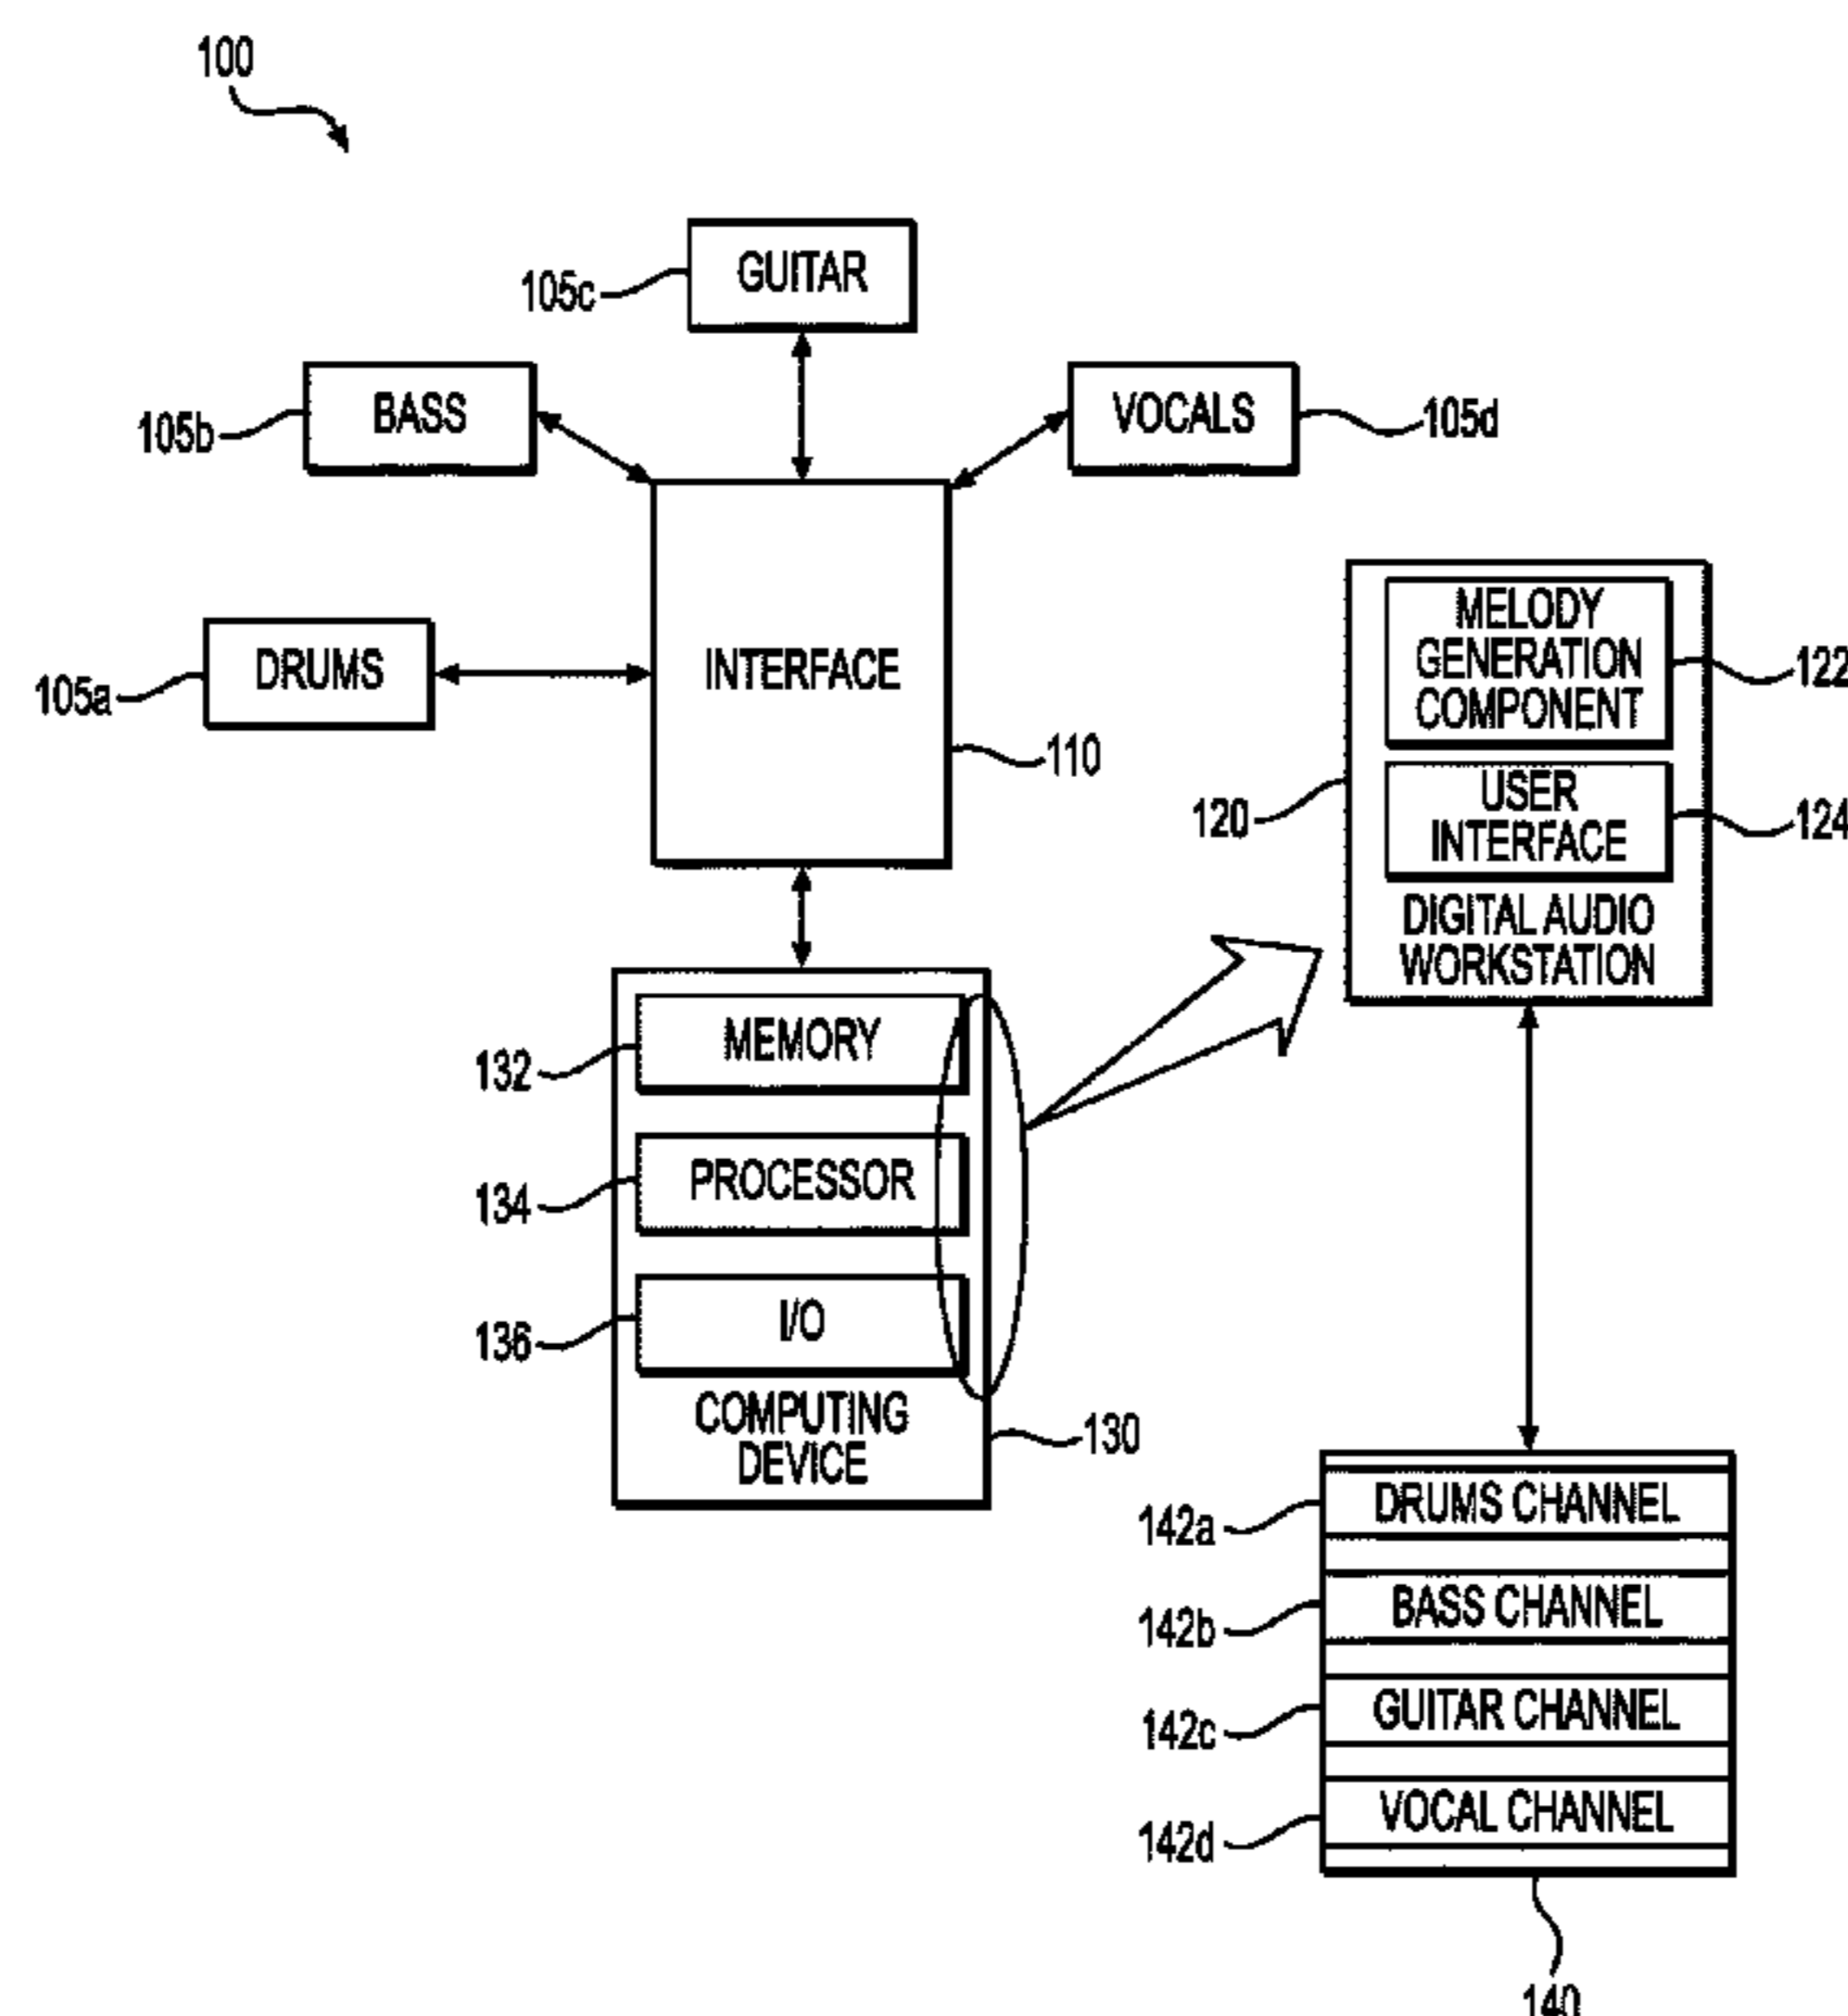 100
GUITAR
105c
BASS
105b
VOCALS
105d
DRUMS
105a
INTERFACE
110
MELODY
GENERATION
COMPONENT
122
USER
INTERFACE
124
120
DIGITAL AUDIO
WORKSTATION
MEMORY
132
PROCESSOR
134
I/O
136
COMPUTING
DEVICE
130
DRUMS CHANNEL
142a
BASS CHANNEL
142b
GUITAR CHANNEL
142c
VOCAL CHANNEL
142d
140